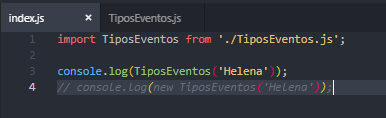 index.js × TiposEventos.js
1 import TiposEventos from './TiposEventos.js';
2
3 console.log(TiposEventos('Helena'));
4 // console.log(new TiposEventos('Helena'));